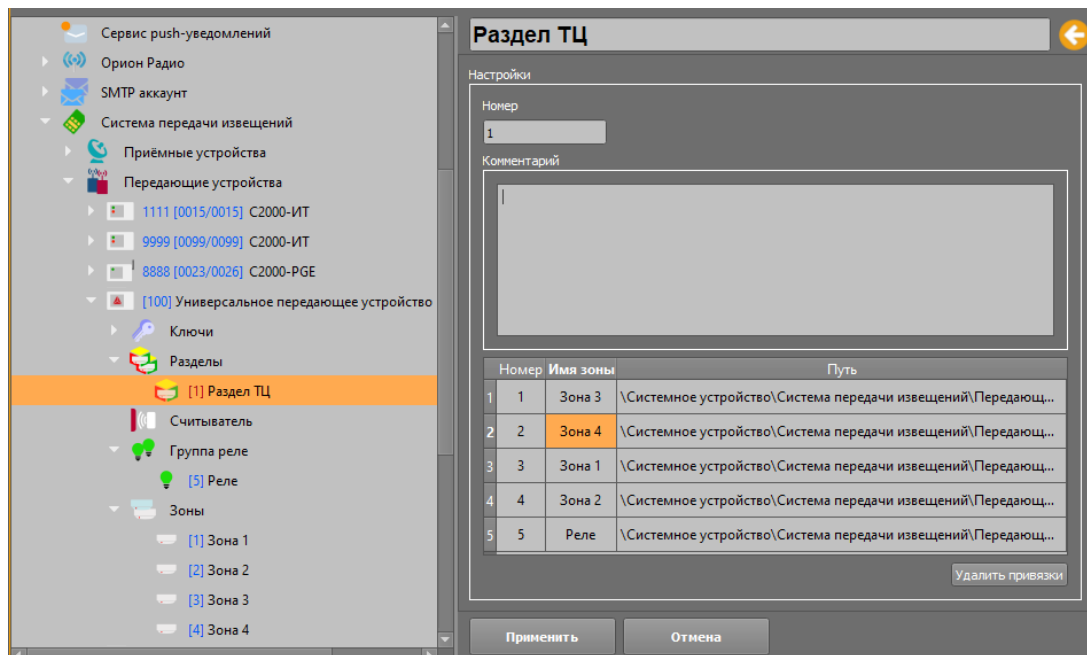 Сервис push-уведомлений
Орион Радио
SMTP аккаунт
Система передачи извещений
Приёмные устройства
Передающие устройства
1111 [0015/0015] С2000-ИТ
9999 [0099/0099] С2000-ИТ
8888 [0023/0026] С2000-PGE
[100] Универсальное передающее устройство
Ключи
Разделы
[1] Раздел ТЦ
Считыватель
Группа реле
[5] Реле
Зоны
[1] Зона 1
[2] Зона 2
[3] Зона 3
[4] Зона 4
Раздел ТЦ
Настройки
Номер
1
Комментарий
Номер Имя зоны Путь
1 1 Зона 3 \Системное устройство\Система передачи извещений\Передающ...
2 2 Зона 4 \Системное устройство\Система передачи извещений\Передающ...
3 3 Зона 1 \Системное устройство\Система передачи извещений\Передающ...
4 4 Зона 2 \Системное устройство\Система передачи извещений\Передающ...
5 5 Реле \Системное устройство\Система передачи извещений\Передающ...
Удалить привязки
Применить Отмена